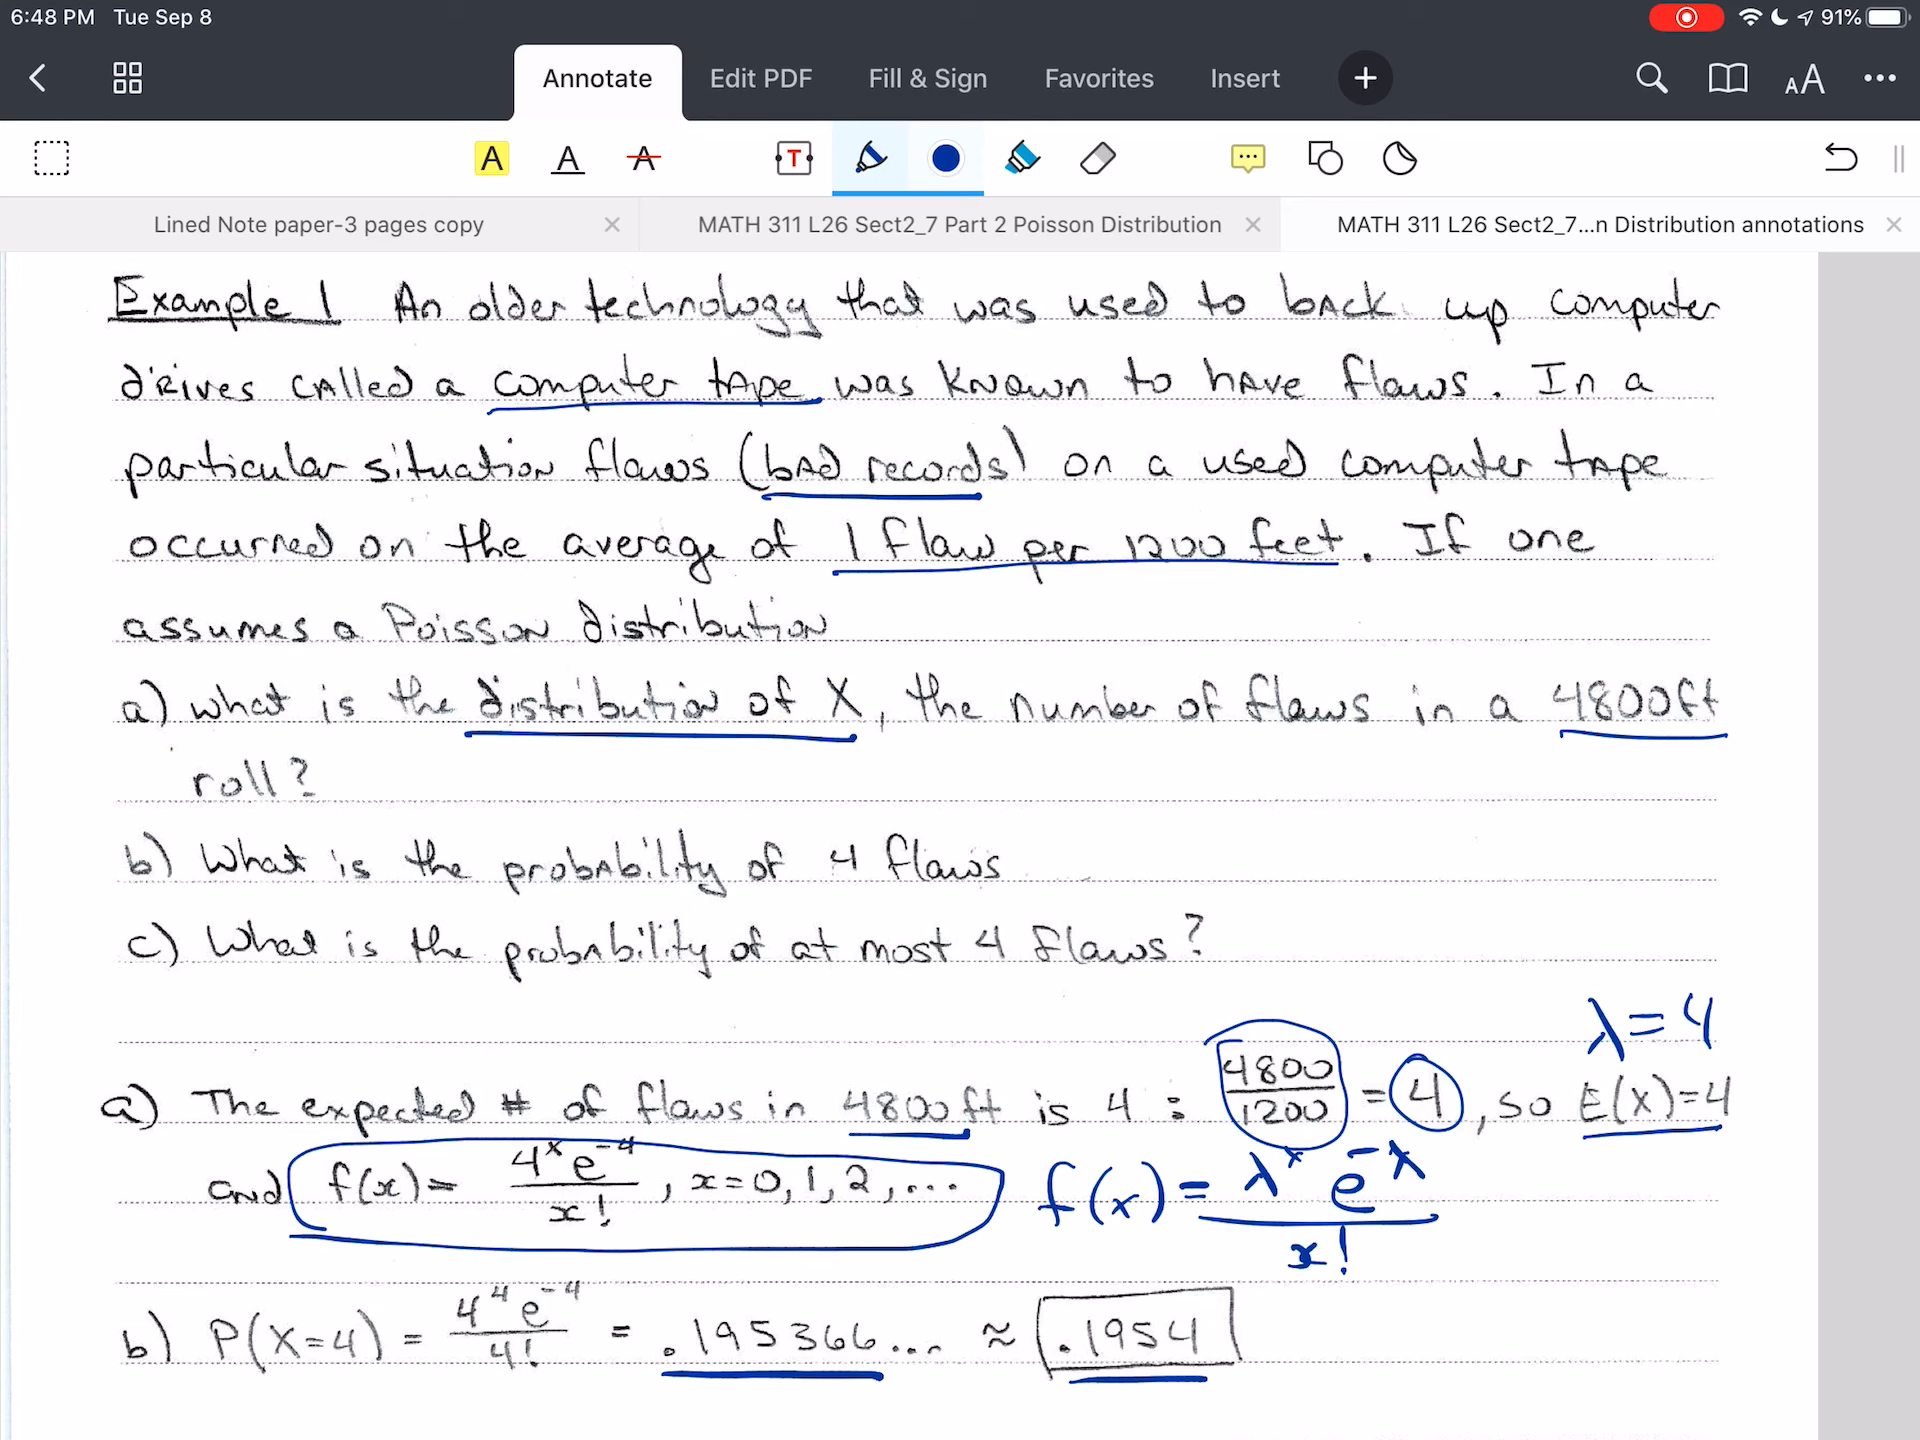 6:48 PM Tue Sep 8 91%
Annotate Edit PDF Fill & Sign Favorites Insert + AA
A A A T
Lined Note paper-3 pages copy MATH 311 L26 Sect2_7 Part 2 Poisson Distribution MATH 311 L26 Sect2_7...n Distribution annotations
Example 1 An older technology that was used to back up computer
drives called a computer tape was known to have flaws. In a
particular situation flaws (bad records) on a used computer tape
occurred on the average of 1 flaw per 1200 feet. If one
assumes a Poisson distribution
a) what is the distribution of X, the number of flaws in a 4800ft
roll?
b) What is the probability of 4 flaws
c) What is the probability of at most 4 flaws?
λ=4
a) The expected # of flaws in 4800 ft is 4 : 4800/1200 = 4, so E(X)=4
and f(x)= 4^x e^-4 / x! , x=0,1,2,... f(x)= λ^x e^-λ / x!
b) P(X=4) = 4^4 e^-4 / 4! = .195366... ≈ .1954